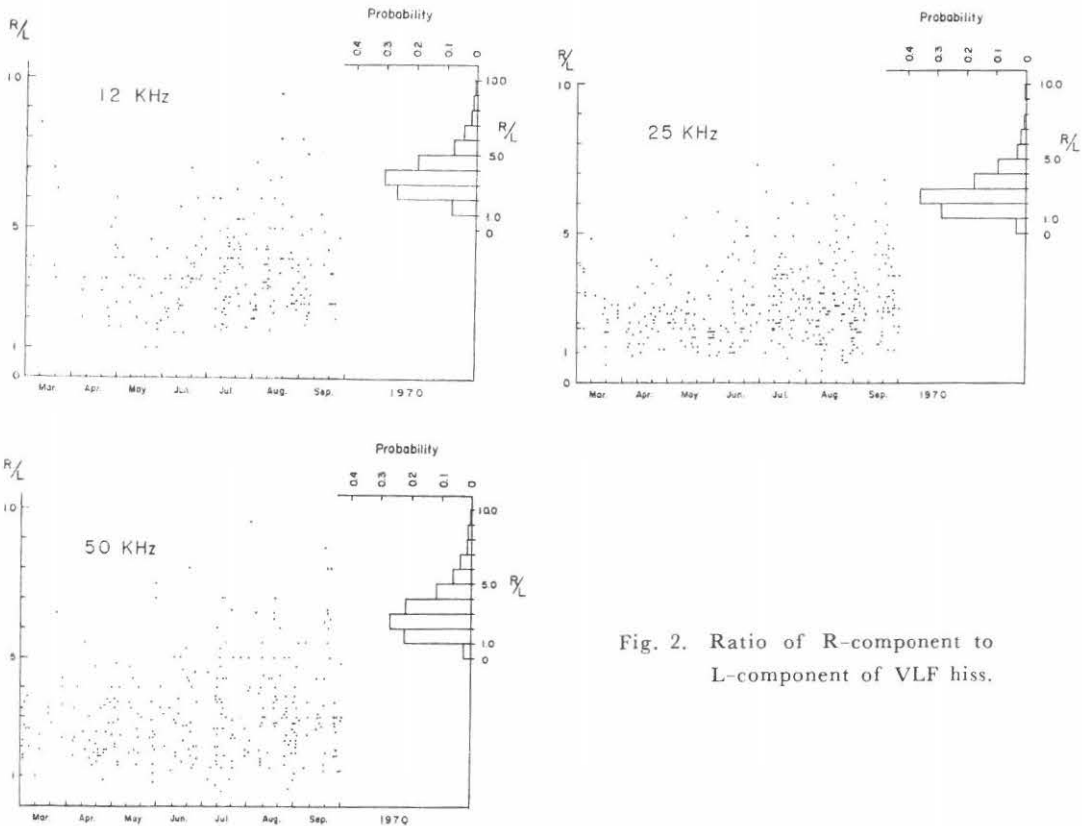 Probability
0.4 0.3 0.2 0.1 0
R/L
10
12 KHz
5
1
0
10.0
R/L
5.0
1.0
0
Mar. Apr. May Jun. Jul. Aug. Sep. 1970
Probability
0.4 0.3 0.2 0.1 0
R/L
10
25 KHz
5
1
0
10.0
5.0
R/L
1.0
0
Mar. Apr. May Jun. Jul. Aug. Sep. 1970
Probability
0.4 0.3 0.2 0.1 0
R/L
10
50 KHz
5
1
10.0
5.0
R/L
1.0
0
Mar. Apr. May Jun. Jul. Aug. Sep. 1970
Fig. 2. Ratio of R-component to
L-component of VLF hiss.